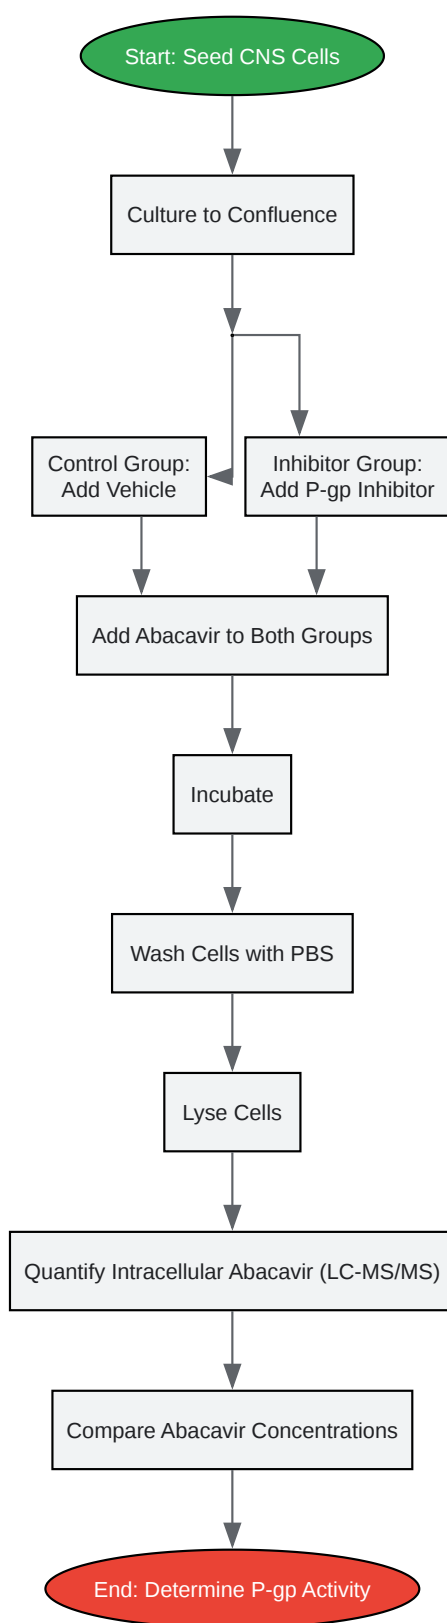 Start: Seed CNS Cells
Culture to Confluence
Control Group:
Add Vehicle
Inhibitor Group:
Add P-gp Inhibitor
Add Abacavir to Both Groups
Incubate
Wash Cells with PBS
Lyse Cells
Quantify Intracellular Abacavir (LC-MS/MS)
Compare Abacavir Concentrations
End: Determine P-gp Activity